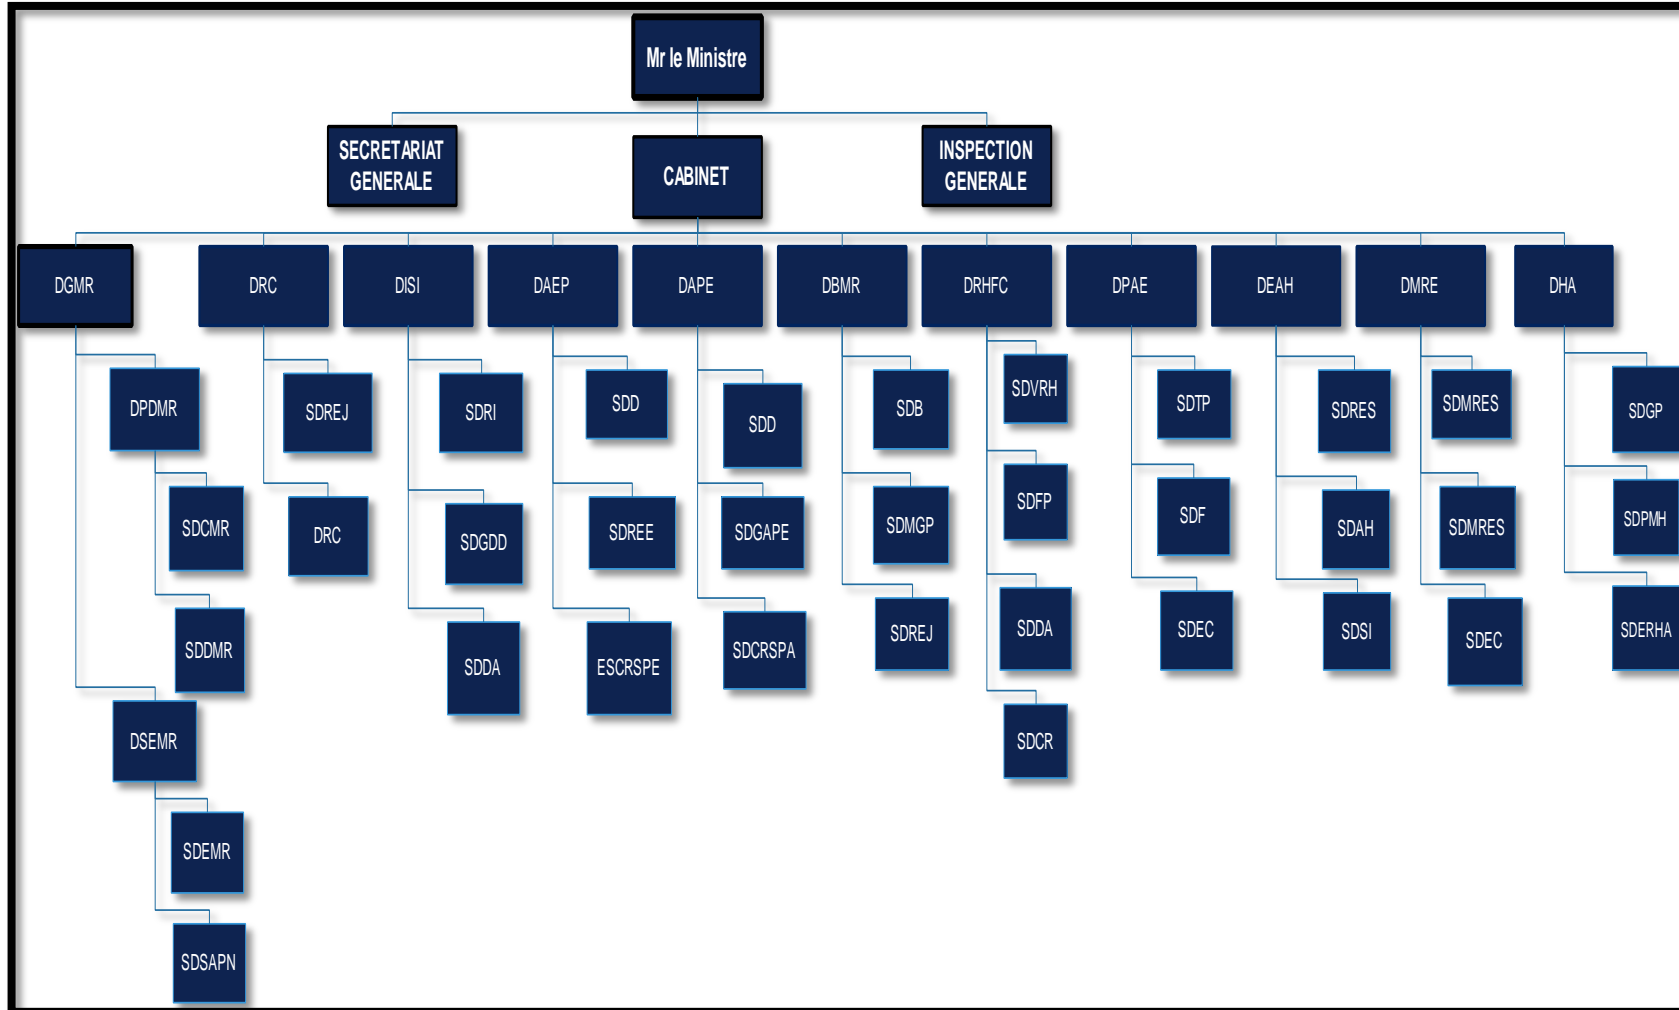 Mr le Ministre
SECRETARIAT
GENERALE
CABINET
INSPECTION
GENERALE
DGMR
DRC
DISI
DAEP
DAPE
DBMR
DRHFC
DPAE
DEAH
DMRE
DHA
DPDMR
SDCMR
SDDMR
DSEMR
SDEMR
SDSAPN
SDREJ
DRC
SDRI
SDGDD
SDDA
SDD
SDREE
ESCRSPE
SDD
SDGAPE
SDCRSPA
SDB
SDMGP
SDREJ
SDVRH
SDFP
SDDA
SDCR
SDTP
SDF
SDEC
SDRES
SDAH
SDSI
SDMRES
SDMRES
SDEC
SDGP
SDPMH
SDERHA